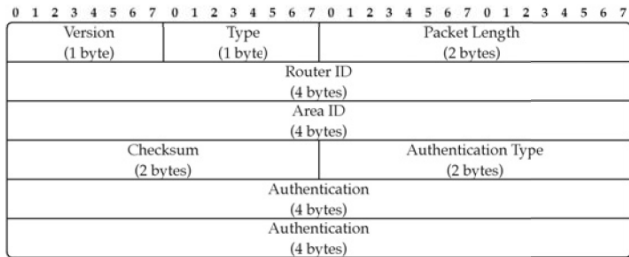 0 1 2 3 4 5 6 7 0 1 2 3 4 5 6 7 0 1 2 3 4 5 6 7 0 1 2 3 4 5 6 7
Version Type Packet Length
(1 byte) (1 byte) (2 bytes)
Router ID
(4 bytes)
Area ID
(4 bytes)
Checksum Authentication Type
(2 bytes) (2 bytes)
Authentication
(4 bytes)
Authentication
(4 bytes)